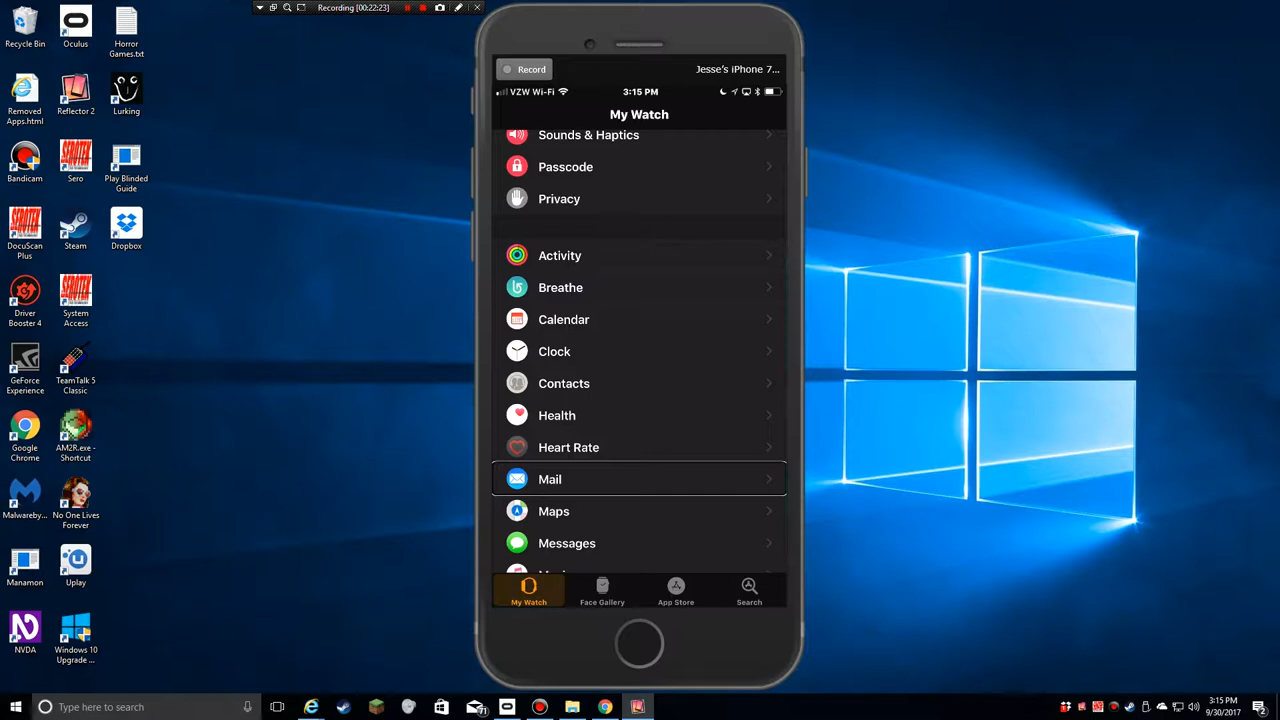 Recording [00:22:23]
Recycle Bin
Oculus
Horror Games.txt
Removed Apps.html
Reflector 2
Lurking
Bandicam
SEROTEK
Sero
Play Blinded Guide
SEROTEK
DocuScan Plus
Steam
Dropbox
Driver Booster 4
SEROTEK
System Access
GeForce Experience
TeamTalk 5 Classic
Google Chrome
AM2R.exe - Shortcut
Malwareby...
No One Lives Forever
Manamon
Uplay
NVDA
Windows 10 Upgrade ...
Record
Jesse's iPhone 7...
VZW Wi-Fi
3:15 PM
My Watch
Sounds & Haptics
Passcode
Privacy
Activity
Breathe
Calendar
Clock
Contacts
Health
Heart Rate
Mail
Maps
Messages
My Watch
Face Gallery
App Store
Search
Type here to search
71
3:15 PM
9/30/2017
2